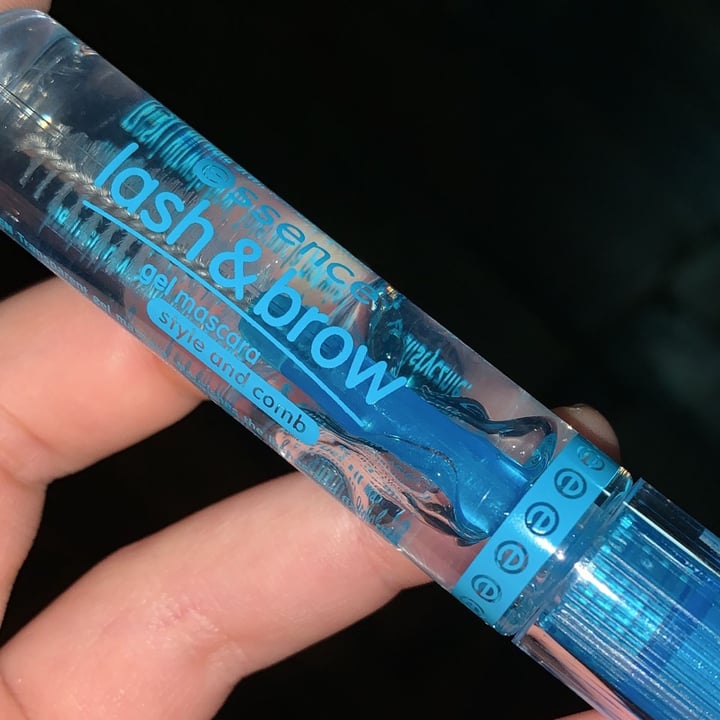 essence
lash & brow
gel mascara
style and comb